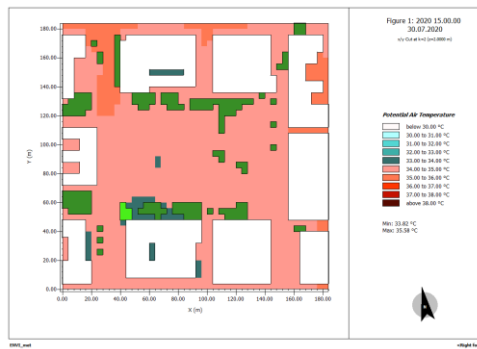 Figure 1: 2020 15.00.00
30.07.2020
x/y Cut at k=1 (z=3.0000 m)
180.00
160.00
140.00
120.00
100.00
80.00
60.00
40.00
20.00
0.00
Y (m)
0.00 20.00 40.00 60.00 80.00 100.00 120.00 140.00 160.00 180.00
X (m)
Potential Air Temperature
below 30.00 °C
30.00 to 31.00 °C
31.00 to 32.00 °C
32.00 to 33.00 °C
33.00 to 34.00 °C
34.00 to 35.00 °C
35.00 to 36.00 °C
36.00 to 37.00 °C
37.00 to 38.00 °C
above 38.00 °C
Min: 33.82 °C
Max: 35.58 °C
N